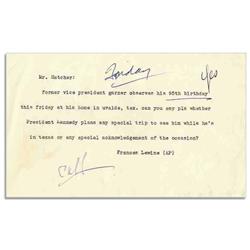 Friday
Yes
Mr. Hatcher:
Former vice president garner observes his 95th birthday
this friday at his home in uvalde, tex. can you pls whether
President Kennedy plans any special trip to see him while he's
in texas or any special acknowledgement of the occasion?
Frances Lewine (AP)